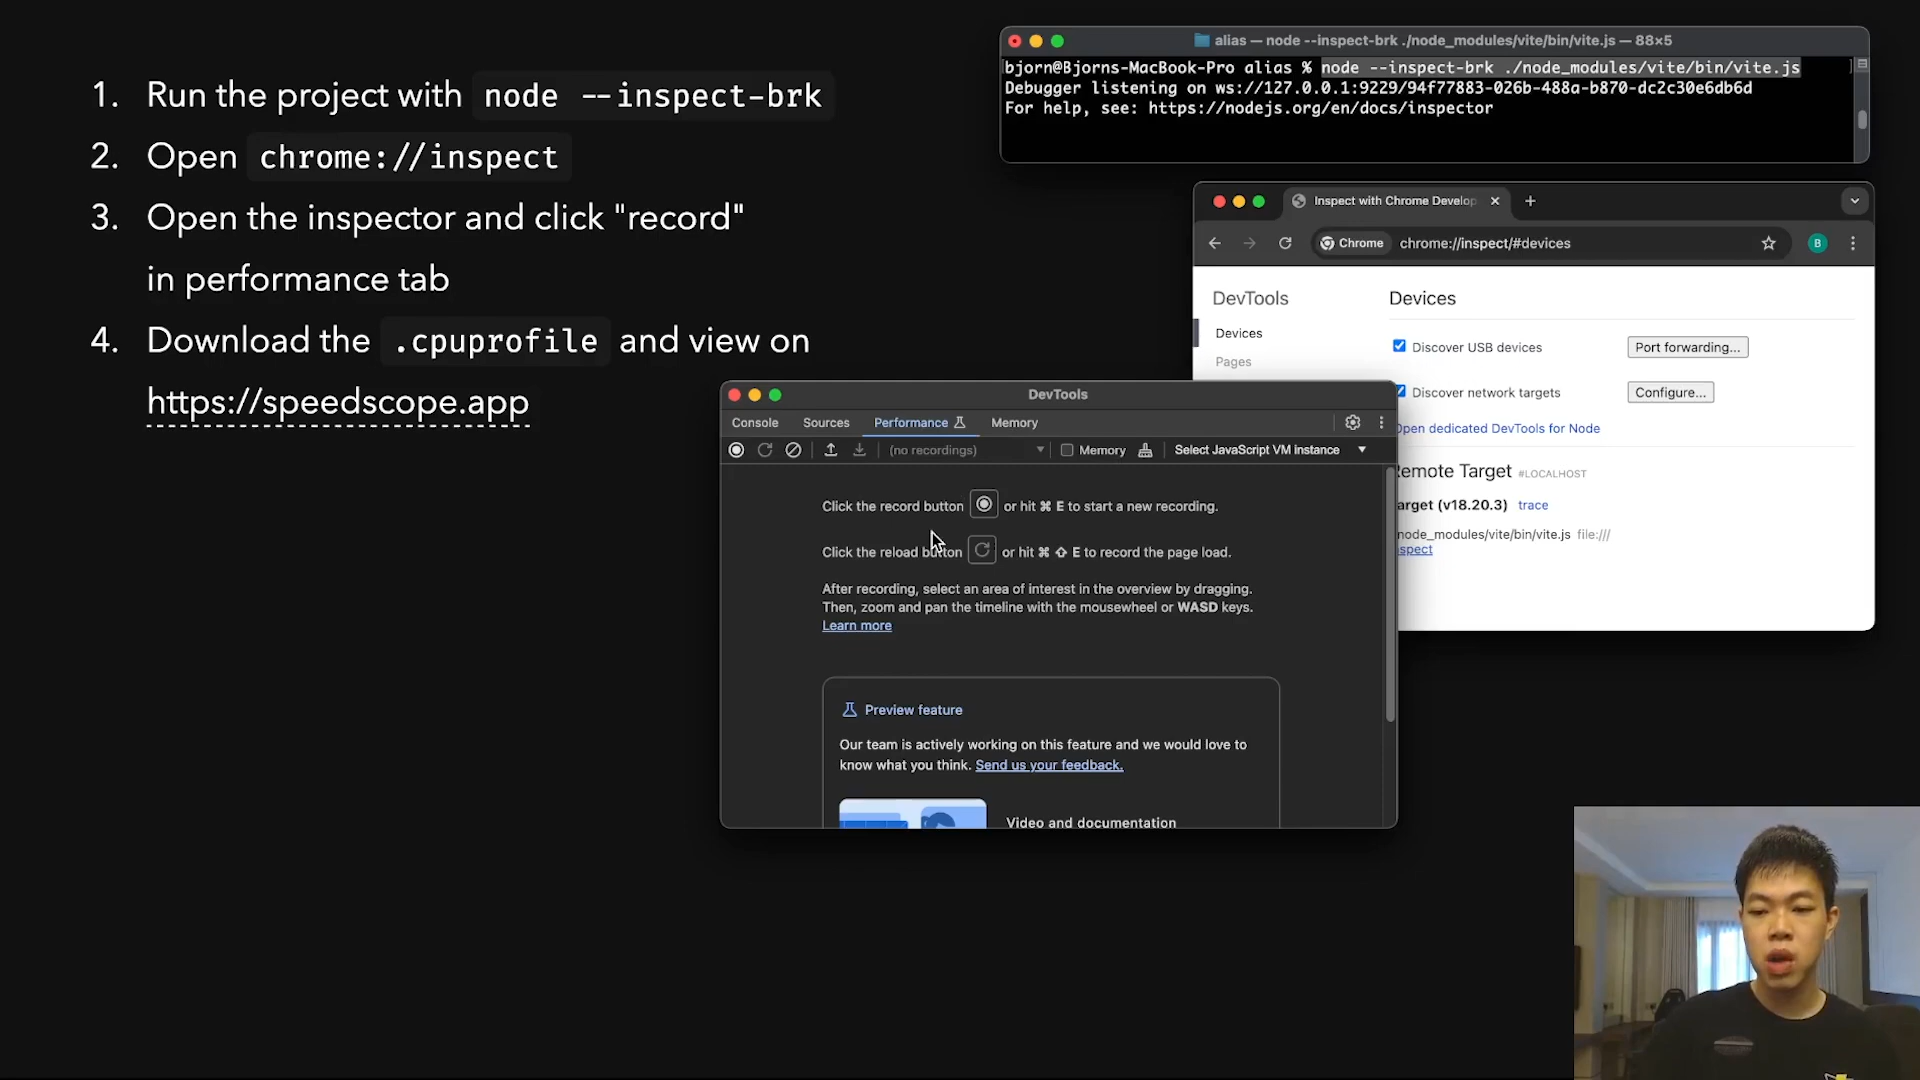 1. Run the project with node --inspect-brk
2. Open chrome://inspect
3. Open the inspector and click "record"
in performance tab
4. Download the .cpuprofile and view on
https://speedscope.app
alias — node --inspect-brk ./node_modules/vite/bin/vite.js — 88×5
bjorn@Bjorns-MacBook-Pro alias % node --inspect-brk ./node_modules/vite/bin/vite.js
Debugger listening on ws://127.0.0.1:9229/94f77883-026b-488a-b870-dc2c30e6db6d
For help, see: https://nodejs.org/en/docs/inspector
Inspect with Chrome Develop
Chrome chrome://inspect/#devices B
DevTools
Devices
Pages
Devices
Discover USB devices Port forwarding...
Discover network targets Configure...
Open dedicated DevTools for Node
emote Target #LOCALHOST
arget (v18.20.3) trace
node_modules/vite/bin/vite.js file:///
spect
DevTools
Console Sources Performance Memory
(no recordings) Memory Select JavaScript VM instance
Click the record button or hit ⌘ E to start a new recording.
Click the reload button or hit ⌘ ⇧ E to record the page load.
After recording, select an area of interest in the overview by dragging.
Then, zoom and pan the timeline with the mousewheel or WASD keys.
Learn more
Preview feature
Our team is actively working on this feature and we would love to
know what you think. Send us your feedback.
Video and documentation